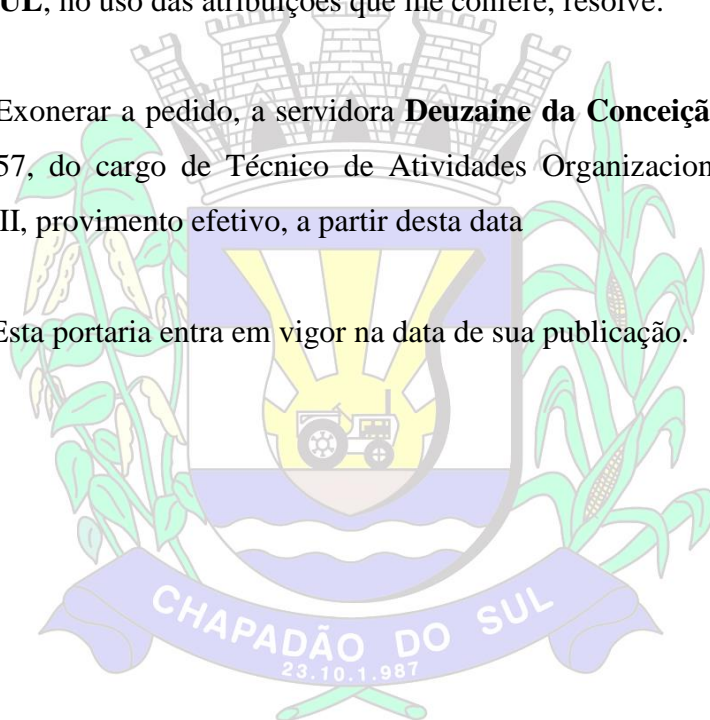 SUL, no uso das atribuições que lhe confere, resolve:
Exonerar a pedido, a servidora Deuzaine da Conceição
57, do cargo de Técnico de Atividades Organizacion
II, provimento efetivo, a partir desta data
Esta portaria entra em vigor na data de sua publicação.
CHAPADÃO DO SUL
23.10.1.987